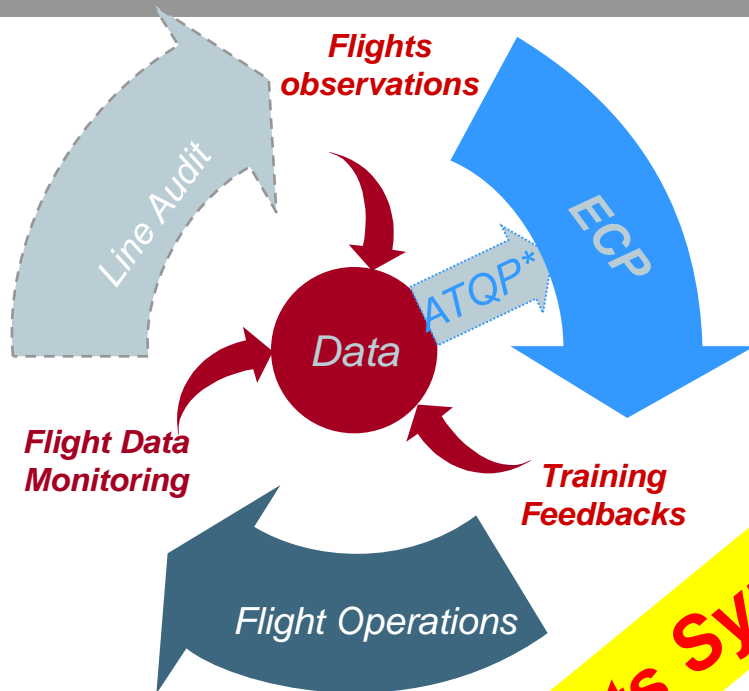 Flights
observations
Line Audit
ECP
ATQP*
Data
Flight Data
Monitoring
Training
Feedbacks
Flight Operations